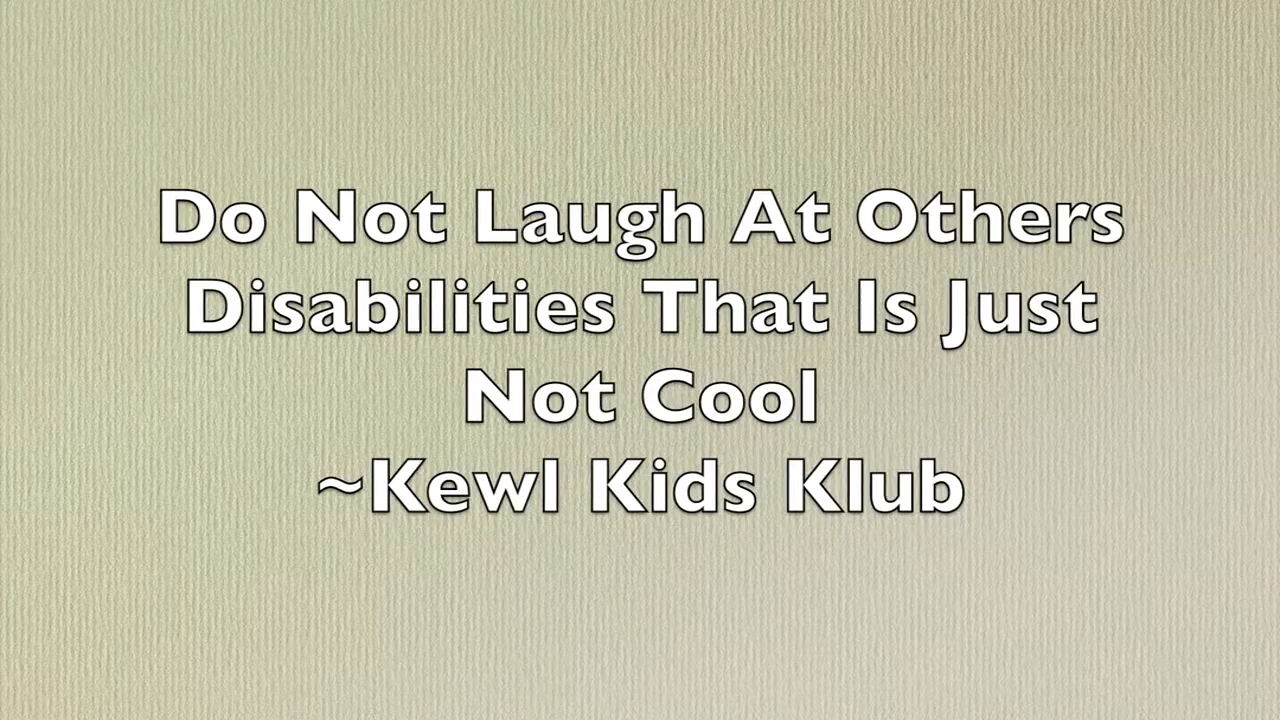 Do Not Laugh At Others
Disabilities That Is Just
Not Cool
~Kewl Kids Klub